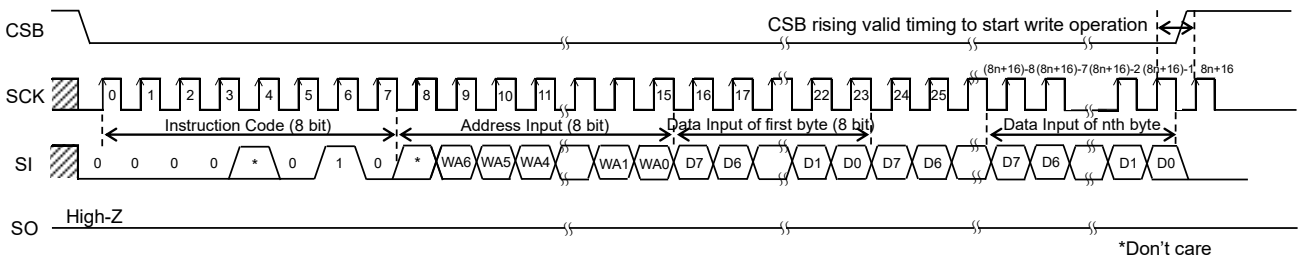 CSB
CSB rising valid timing to start write operation
(8n+16)-8 (8n+16)-7 (8n+16)-2 (8n+16)-1 8n+16
SCK
0 1 2 3 4 5 6 7 8 9 10 11 15 16 17 22 23 24 25
Instruction Code (8 bit) Address Input (8 bit) Data Input of first byte (8 bit) Data Input of nth byte
SI
0 0 0 0 * 0 1 0 * WA6 WA5 WA4 WA1 WA0 D7 D6 D1 D0 D7 D6 D7 D6 D1 D0
High-Z
SO
*Don't care